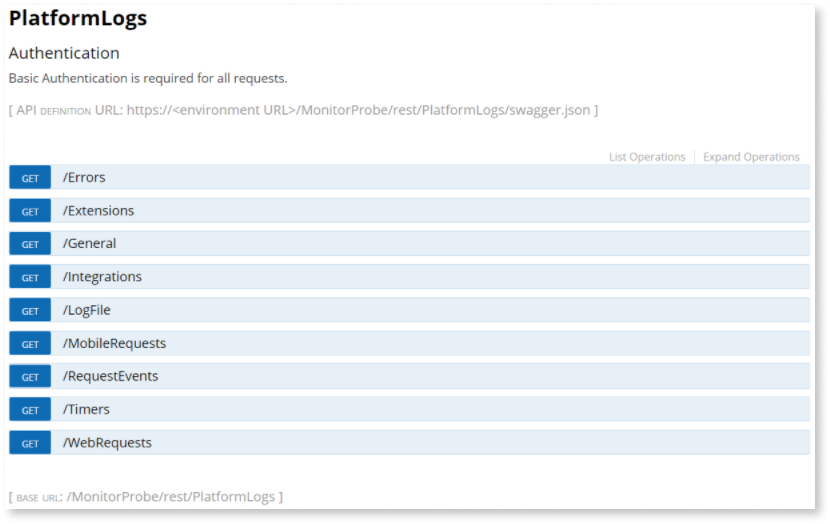 PlatformLogs
Authentication
Basic Authentication is required for all requests.
[ API DEFINITION URL: https://<environment URL>/MonitorProbe/rest/PlatformLogs/swagger.json ]
List Operations | Expand Operations
GET /Errors
GET /Extensions
GET /General
GET /Integrations
GET /LogFile
GET /MobileRequests
GET /RequestEvents
GET /Timers
GET /WebRequests
[ BASE URL: /MonitorProbe/rest/PlatformLogs ]